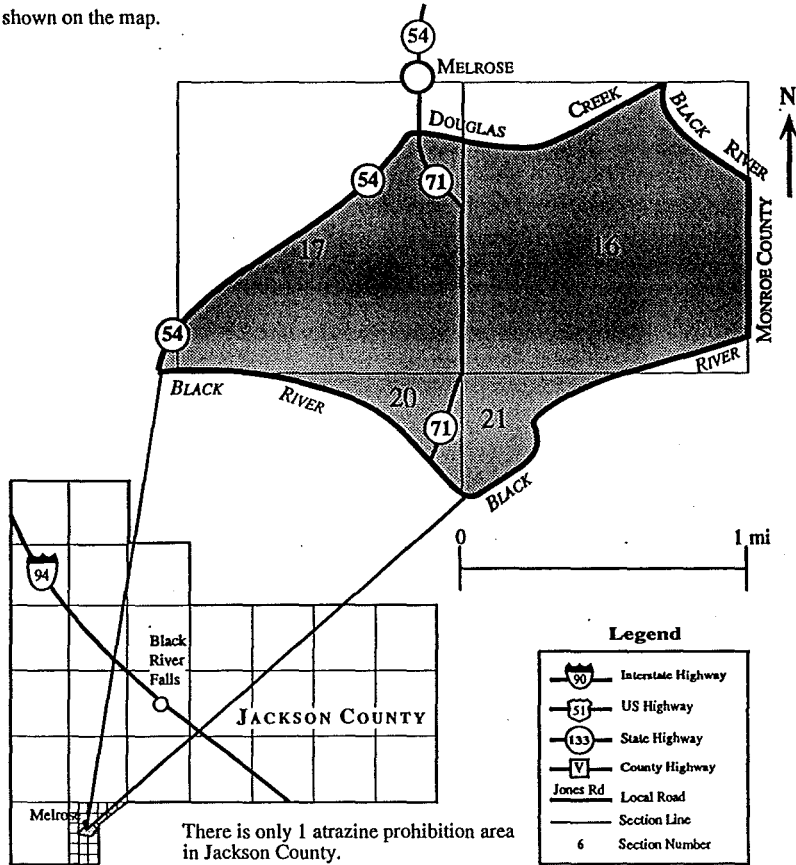 shown on the map.
54
MELROSE
N
CREEK
DOUGLAS
BLACK
RIVER
54
71
17
16
MONROE COUNTY
54
RIVER
BLACK
RIVER
20
21
71
BLACK
0
1 mi
94
Black
River
Falls
JACKSON COUNTY
Melrose
There is only 1 atrazine prohibition area
in Jackson County.
Legend
90 Interstate Highway
51 US Highway
133 State Highway
V County Highway
Jones Rd Local Road
Section Line
6 Section Number